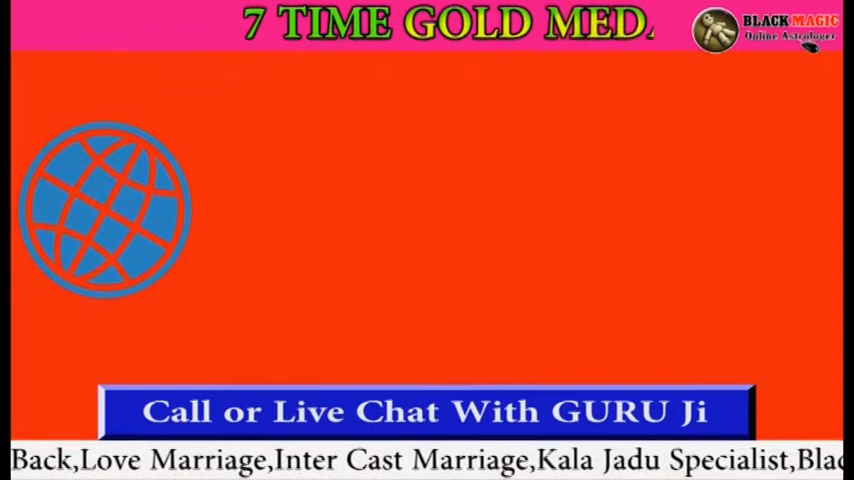 7 TIME GOLD MEDA
BLACK MAGIC
Online Astrologer
Call or Live Chat With GURU Ji
Back,Love Marriage,Inter Cast Marriage,Kala Jadu Specialist,Blac